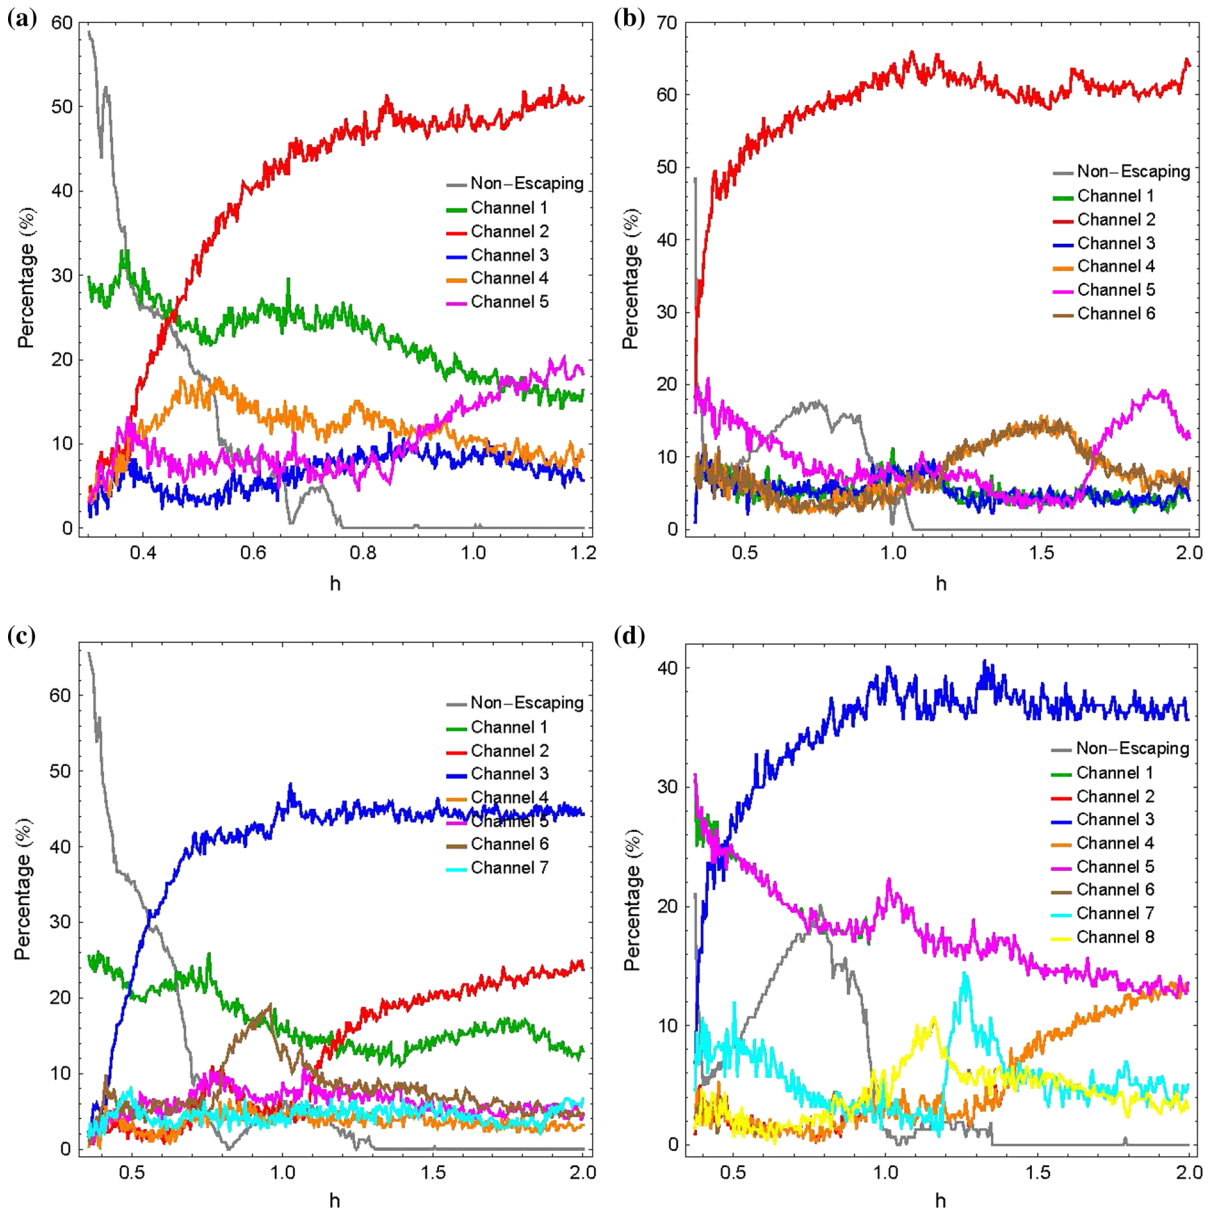 (a)
60
50
40
30
20
10
0
Percentage (%)
Non−Escaping
Channel 1
Channel 2
Channel 3
Channel 4
Channel 5
0.4 0.6 0.8 1.0 1.2
h
(b)
70
60
50
40
30
20
10
0
Percentage (%)
Non−Escaping
Channel 1
Channel 2
Channel 3
Channel 4
Channel 5
Channel 6
0.5 1.0 1.5 2.0
h
(c)
60
50
40
30
20
10
0
Percentage (%)
Non−Escaping
Channel 1
Channel 2
Channel 3
Channel 4
Channel 5
Channel 6
Channel 7
0.5 1.0 1.5 2.0
h
(d)
40
30
20
10
0
Percentage (%)
Non−Escaping
Channel 1
Channel 2
Channel 3
Channel 4
Channel 5
Channel 6
Channel 7
Channel 8
0.5 1.0 1.5 2.0
h